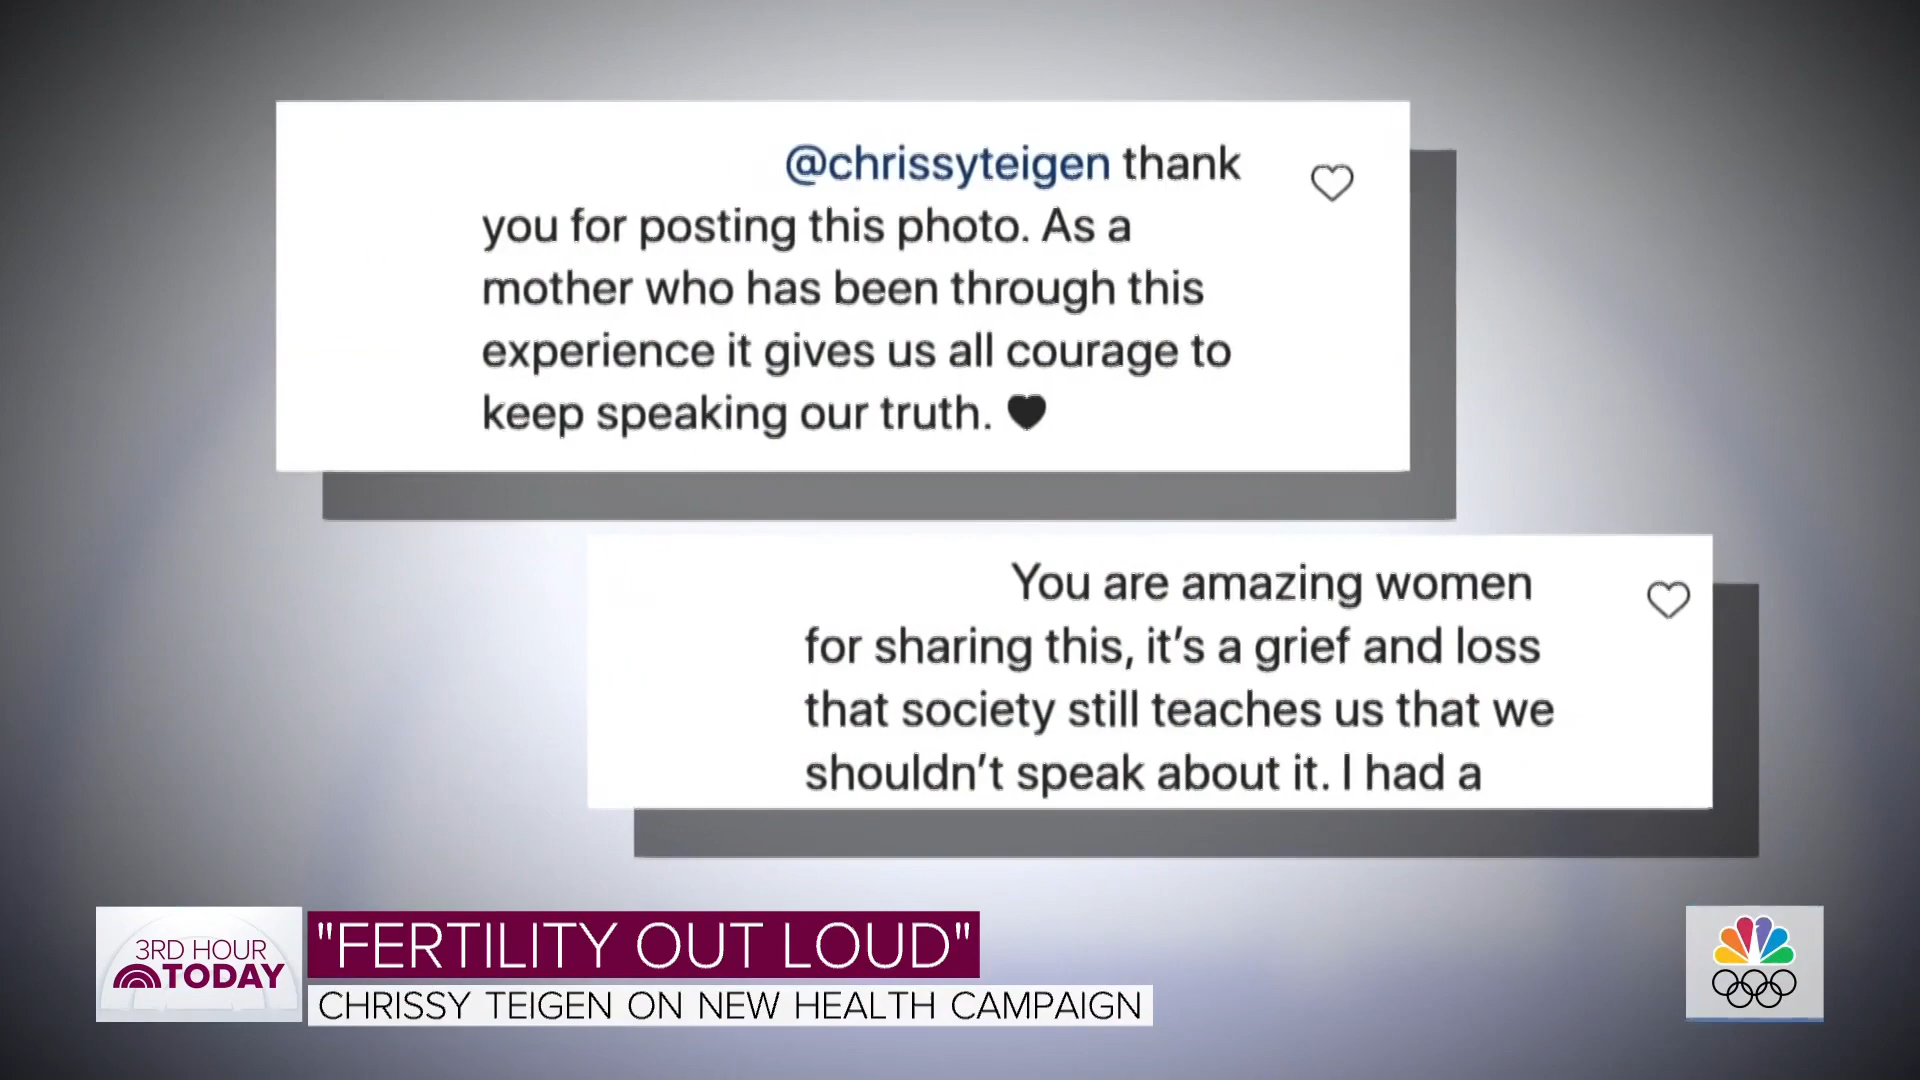 @chrissyteigen thank
you for posting this photo. As a
mother who has been through this
experience it gives us all courage to
keep speaking our truth. 🖤
You are amazing women
for sharing this, it’s a grief and loss
that society still teaches us that we
shouldn’t speak about it. I had a
3RD HOUR
TODAY
"FERTILITY OUT LOUD"
CHRISSY TEIGEN ON NEW HEALTH CAMPAIGN